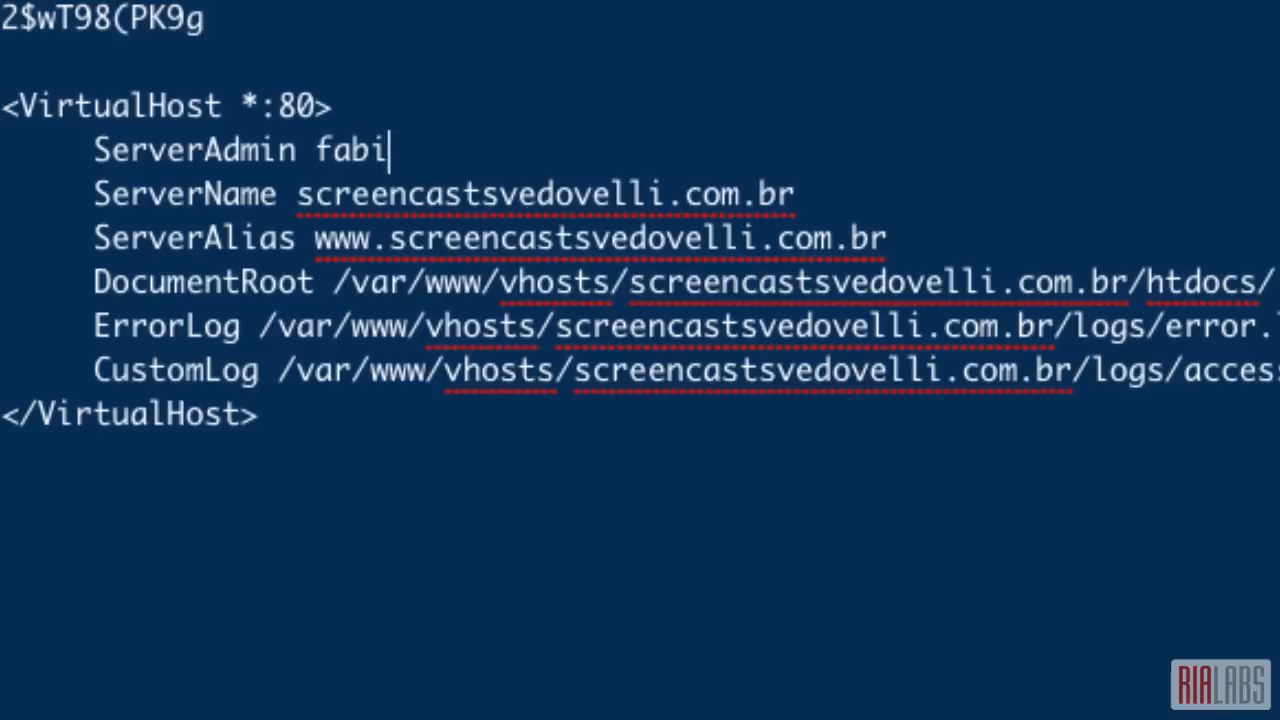 2$wT98(PK9g
<VirtualHost *:80>
ServerAdmin fabi
ServerName screencastsvedovelli.com.br
ServerAlias www.screencastsvedovelli.com.br
DocumentRoot /var/www/vhosts/screencastsvedovelli.com.br/htdocs/
ErrorLog /var/www/vhosts/screencastsvedovelli.com.br/logs/error.
CustomLog /var/www/vhosts/screencastsvedovelli.com.br/logs/acces
</VirtualHost>
RIALABS